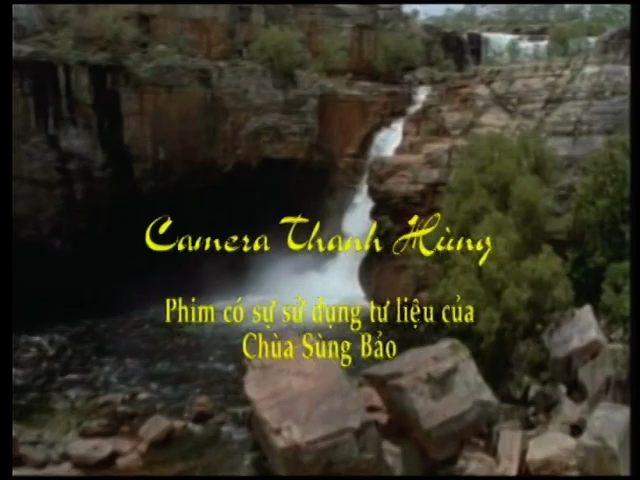 Camera Thanh Hùng
Phim có sự sử dụng tư liệu của
Chùa Sùng Bảo